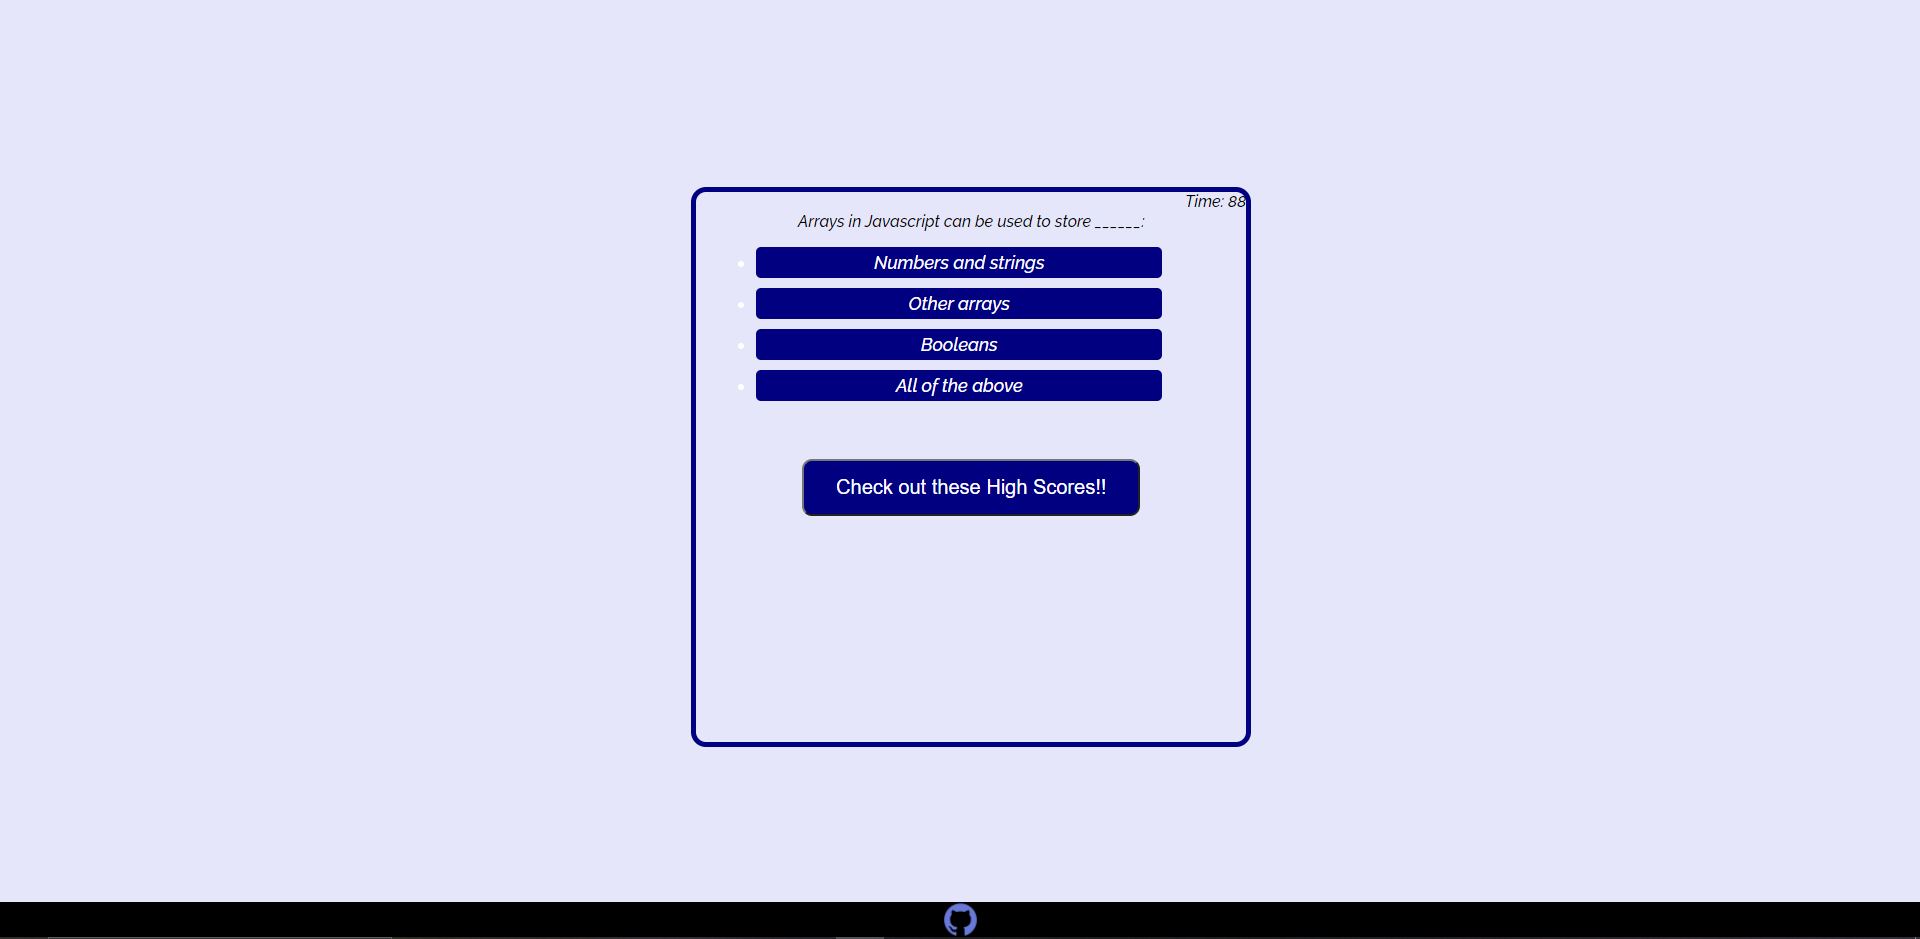 Time: 88
Arrays in Javascript can be used to store ______:
Numbers and strings
Other arrays
Booleans
All of the above
Check out these High Scores!!